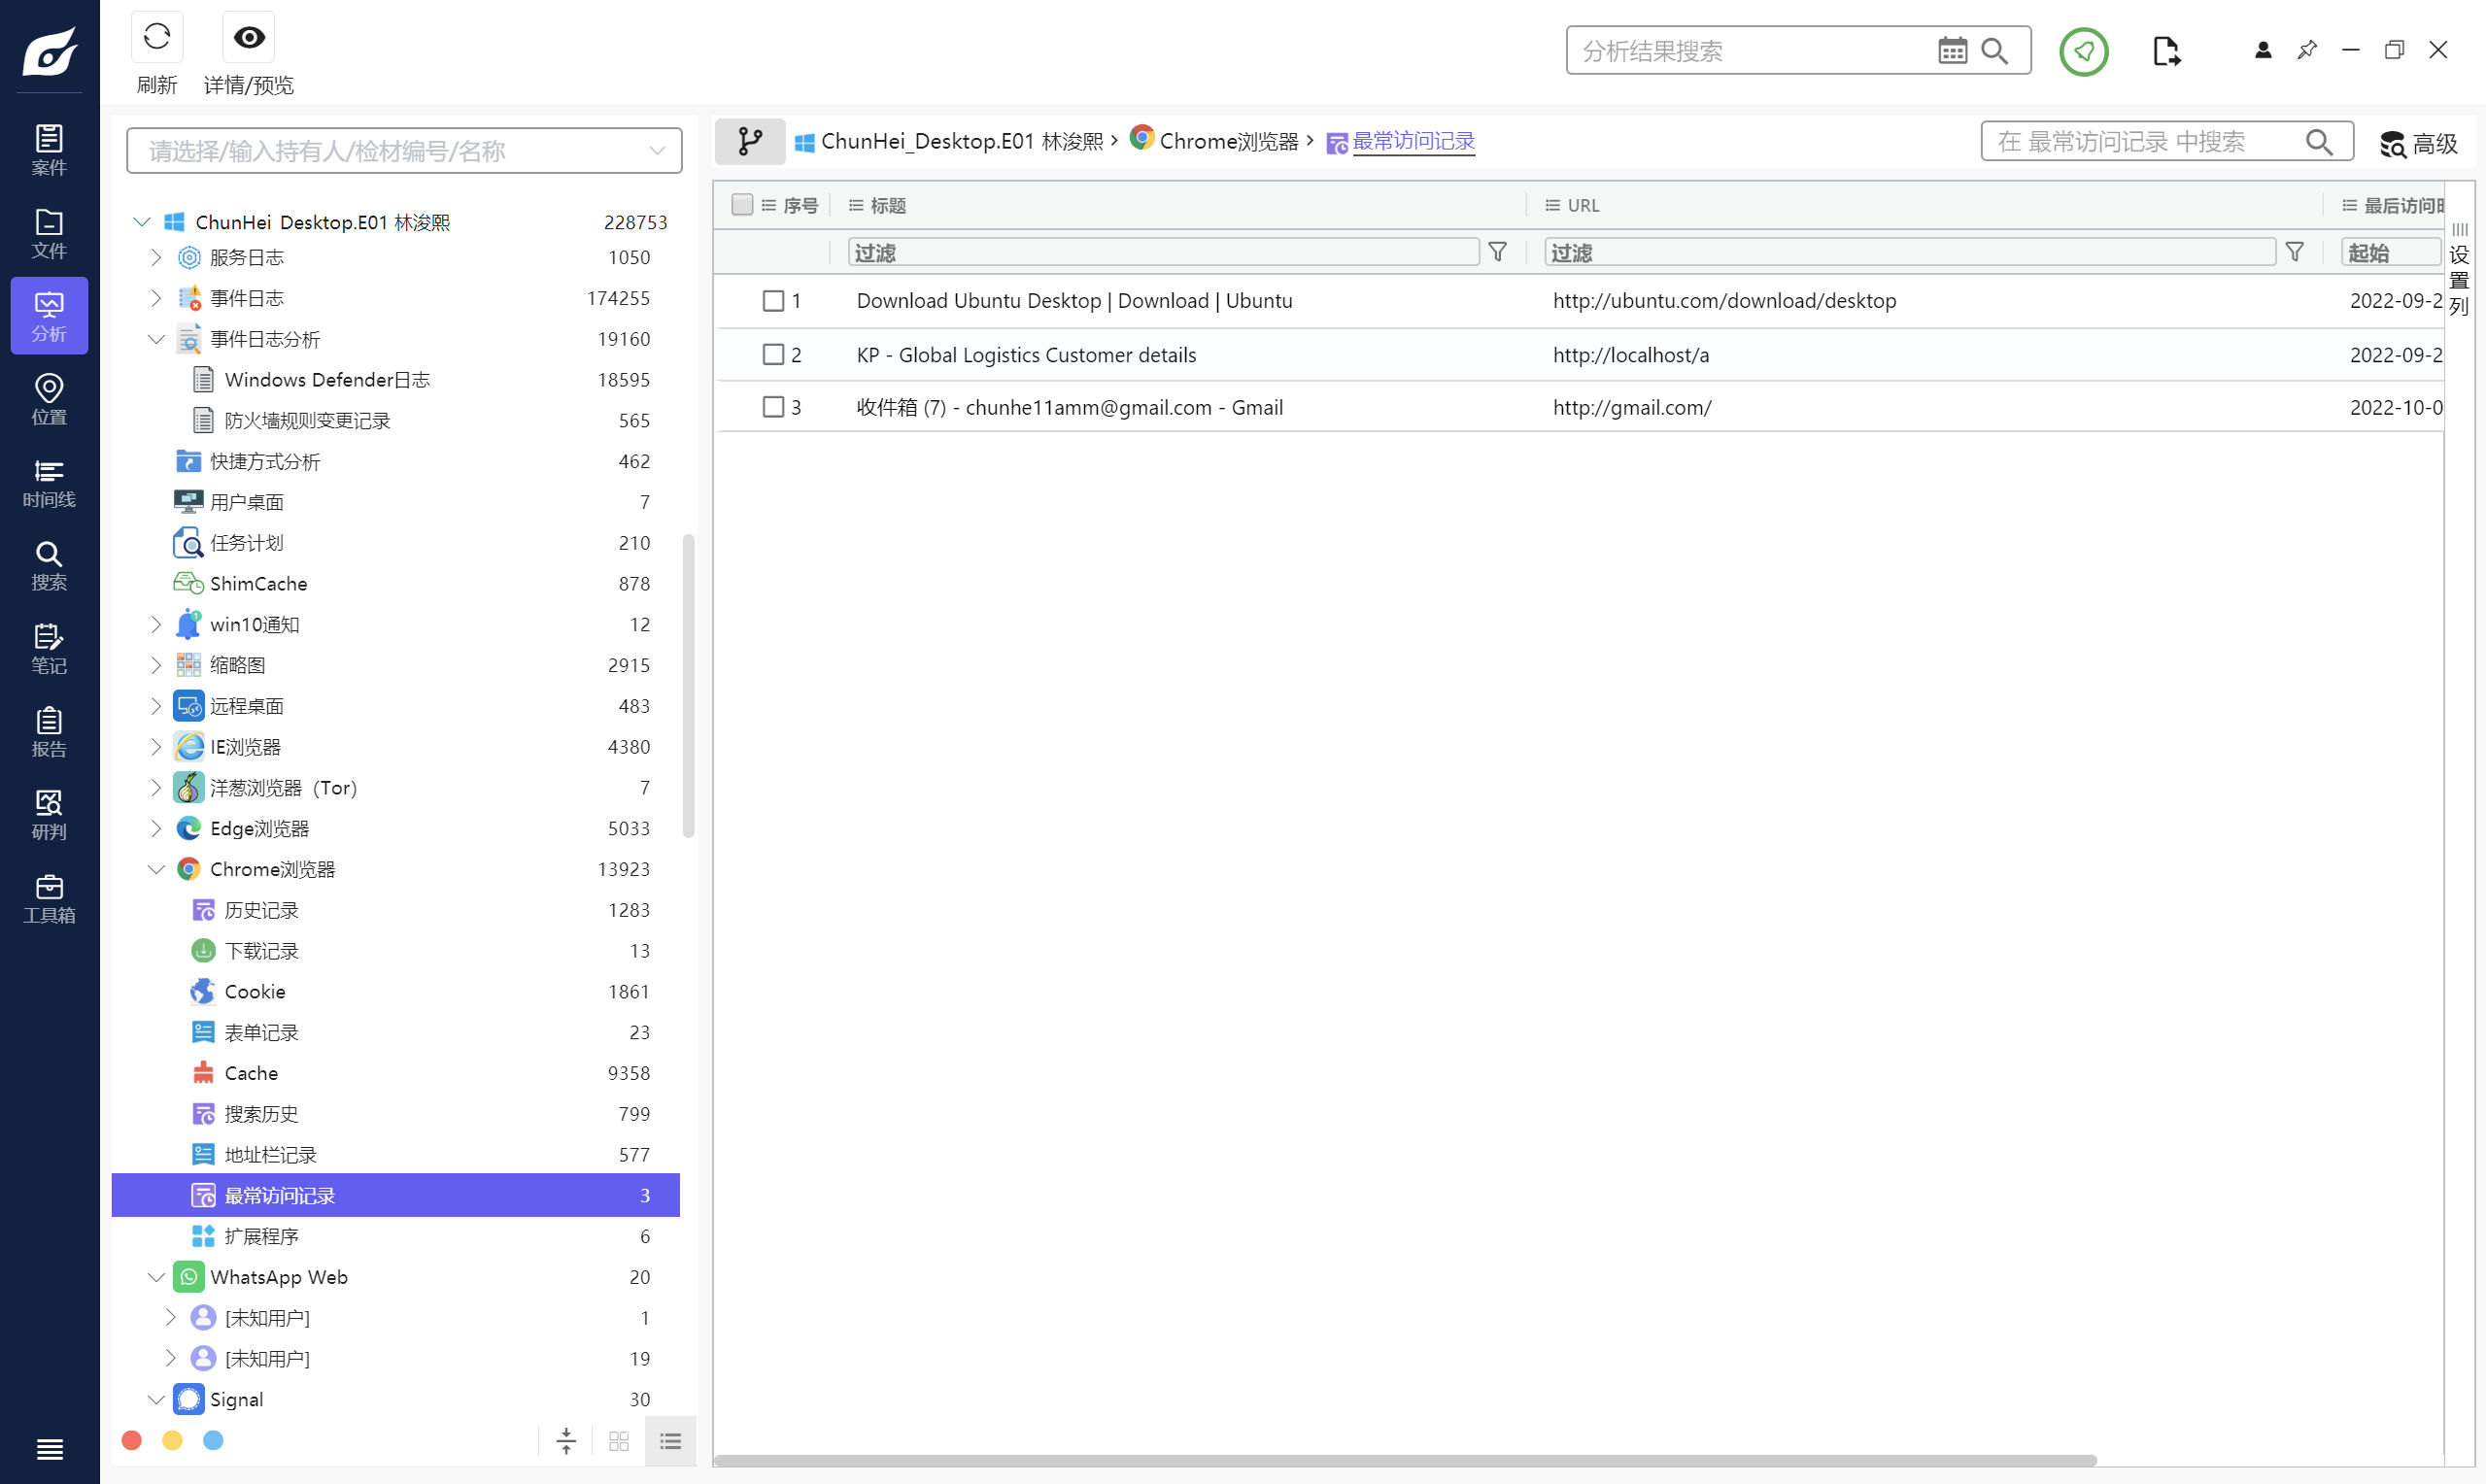 刷新
详情/预览
分析结果搜索
案件
文件
分析
位置
时间线
搜索
笔记
报告
研判
工具箱
请选择/输入持有人/检材编号/名称
ChunHei_Desktop.E01 林浚熙 228753
服务日志 1050
事件日志 174255
事件日志分析 19160
Windows Defender日志 18595
防火墙规则变更记录 565
快捷方式分析 462
用户桌面 7
任务计划 210
ShimCache 878
win10通知 12
缩略图 2915
远程桌面 483
IE浏览器 4380
洋葱浏览器（Tor） 7
Edge浏览器 5033
Chrome浏览器 13923
历史记录 1283
下载记录 13
Cookie 1861
表单记录 23
Cache 9358
搜索历史 799
地址栏记录 577
最常访问记录 3
扩展程序 6
WhatsApp Web 20
[未知用户] 1
[未知用户] 19
Signal 30
ChunHei_Desktop.E01 林浚熙 › Chrome浏览器 › 最常访问记录
在 最常访问记录 中搜索
高级
序号 标题 URL 最后访问
过滤 过滤 起始
1 Download Ubuntu Desktop | Download | Ubuntu http://ubuntu.com/download/desktop 2022-09-2
2 KP - Global Logistics Customer details http://localhost/a 2022-09-2
3 收件箱 (7) - chunhe11amm@gmail.com - Gmail http://gmail.com/ 2022-10-0
设置列